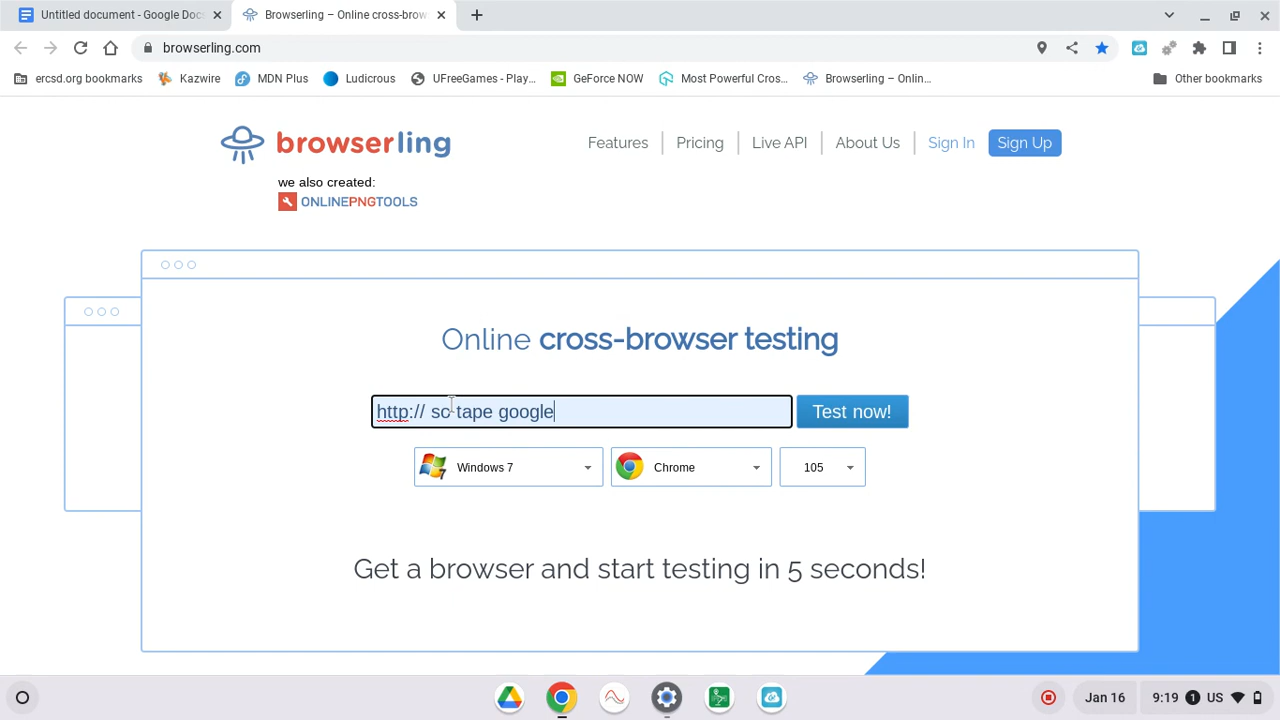 Untitled document - Google Docs
Browserling – Online cross-brow
browserling.com
ercsd.org bookmarks
Kazwire
MDN Plus
Ludicrous
UFreeGames - Play...
GeForce NOW
Most Powerful Cros...
Browserling – Onlin...
Other bookmarks
browserling
Features
Pricing
Live API
About Us
Sign In
Sign Up
we also created:
ONLINEPNGTOOLS
Online cross-browser testing
http:// so tape google
Test now!
Windows 7
Chrome
105
Get a browser and start testing in 5 seconds!
Jan 16
9:19
1
US